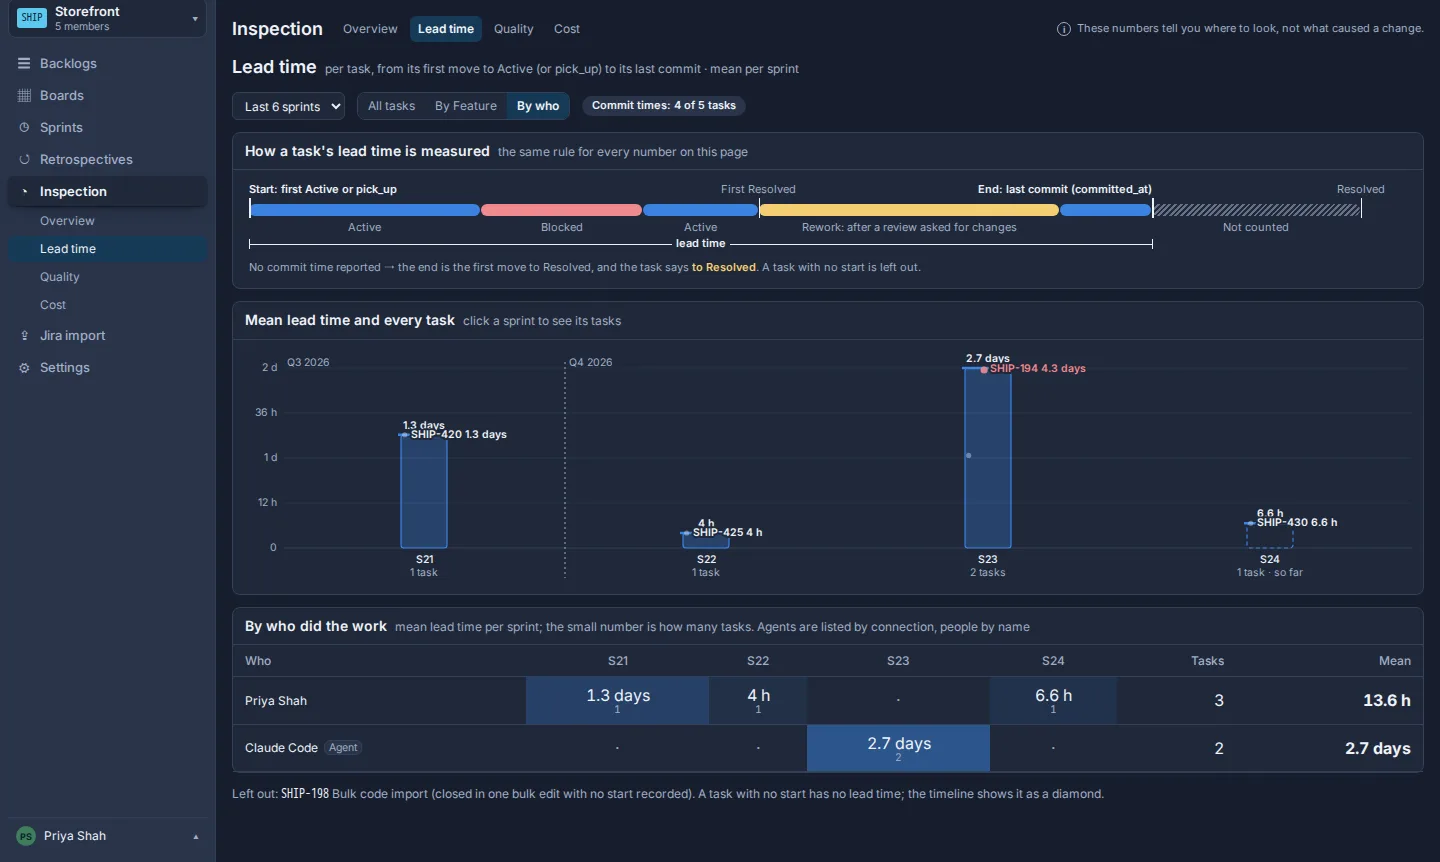 SHIP Storefront
5 members
Backlogs
Boards
Sprints
Retrospectives
Inspection
Overview
Lead time
Quality
Cost
Jira import
Settings
PS Priya Shah
Inspection Overview Lead time Quality Cost
These numbers tell you where to look, not what caused a change.
Lead time per task, from its first move to Active (or pick_up) to its last commit · mean per sprint
Last 6 sprints All tasks By Feature By who Commit times: 4 of 5 tasks
How a task's lead time is measured the same rule for every number on this page
Start: first Active or pick_up First Resolved End: last commit (committed_at) Resolved
Active Blocked Active Rework: after a review asked for changes Not counted
lead time
No commit time reported → the end is the first move to Resolved, and the task says to Resolved. A task with no start is left out.
Mean lead time and every task click a sprint to see its tasks
2 d
36 h
1 d
12 h
0
Q3 2026
Q4 2026
1.3 days
SHIP-420 1.3 days
S21
1 task
4 h
SHIP-425 4 h
S22
1 task
2.7 days
SHIP-194 4.3 days
S23
2 tasks
6.6 h
SHIP-430 6.6 h
S24
1 task · so far
By who did the work mean lead time per sprint; the small number is how many tasks. Agents are listed by connection, people by name
Who S21 S22 S23 S24 Tasks Mean
Priya Shah 1.3 days 1 4 h 1 · 6.6 h 1 3 13.6 h
Claude Code Agent · · 2.7 days 2 · 2 2.7 days
Left out: SHIP-198 Bulk code import (closed in one bulk edit with no start recorded). A task with no start has no lead time; the timeline shows it as a diamond.